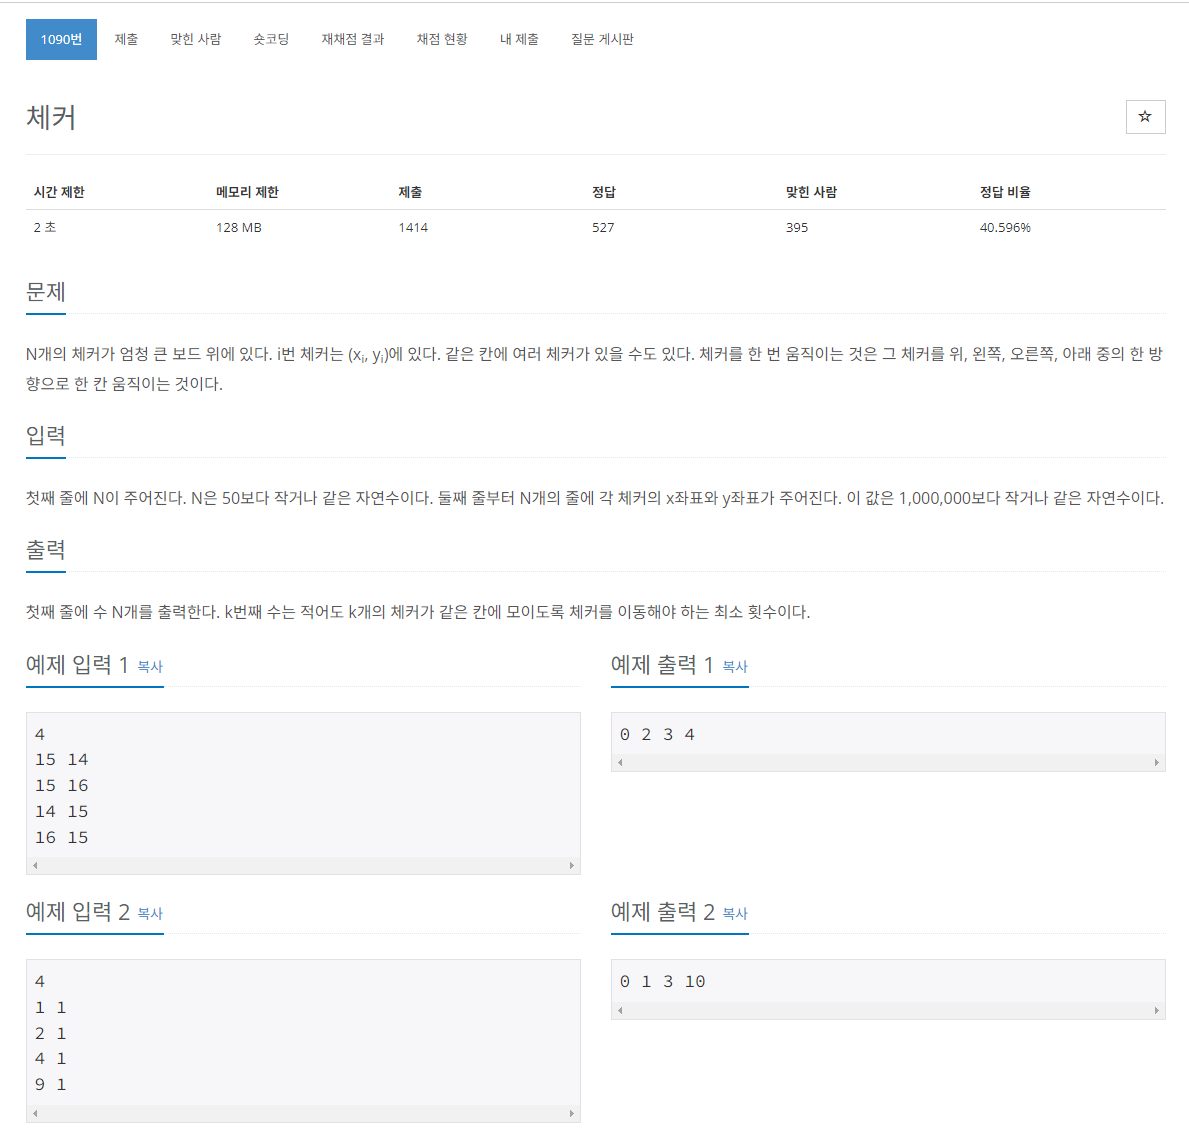 1090번 제출 맞힌 사람 숏코딩 재채점 결과 채점 현황 내 제출 질문 게시판
체커 ☆
시간 제한 메모리 제한 제출 정답 맞힌 사람 정답 비율
2 초 128 MB 1414 527 395 40.596%
문제
N개의 체커가 엄청 큰 보드 위에 있다. i번 체커는 (xi, yi)에 있다. 같은 칸에 여러 체커가 있을 수도 있다. 체커를 한 번 움직이는 것은 그 체커를 위, 왼쪽, 오른쪽, 아래 중의 한 방
향으로 한 칸 움직이는 것이다.
입력
첫째 줄에 N이 주어진다. N은 50보다 작거나 같은 자연수이다. 둘째 줄부터 N개의 줄에 각 체커의 x좌표와 y좌표가 주어진다. 이 값은 1,000,000보다 작거나 같은 자연수이다.
출력
첫째 줄에 수 N개를 출력한다. k번째 수는 적어도 k개의 체커가 같은 칸에 모이도록 체커를 이동해야 하는 최소 횟수이다.
예제 입력 1 복사
4
15 14
15 16
14 15
16 15
예제 출력 1 복사
0 2 3 4
예제 입력 2 복사
4
1 1
2 1
4 1
9 1
예제 출력 2 복사
0 1 3 10